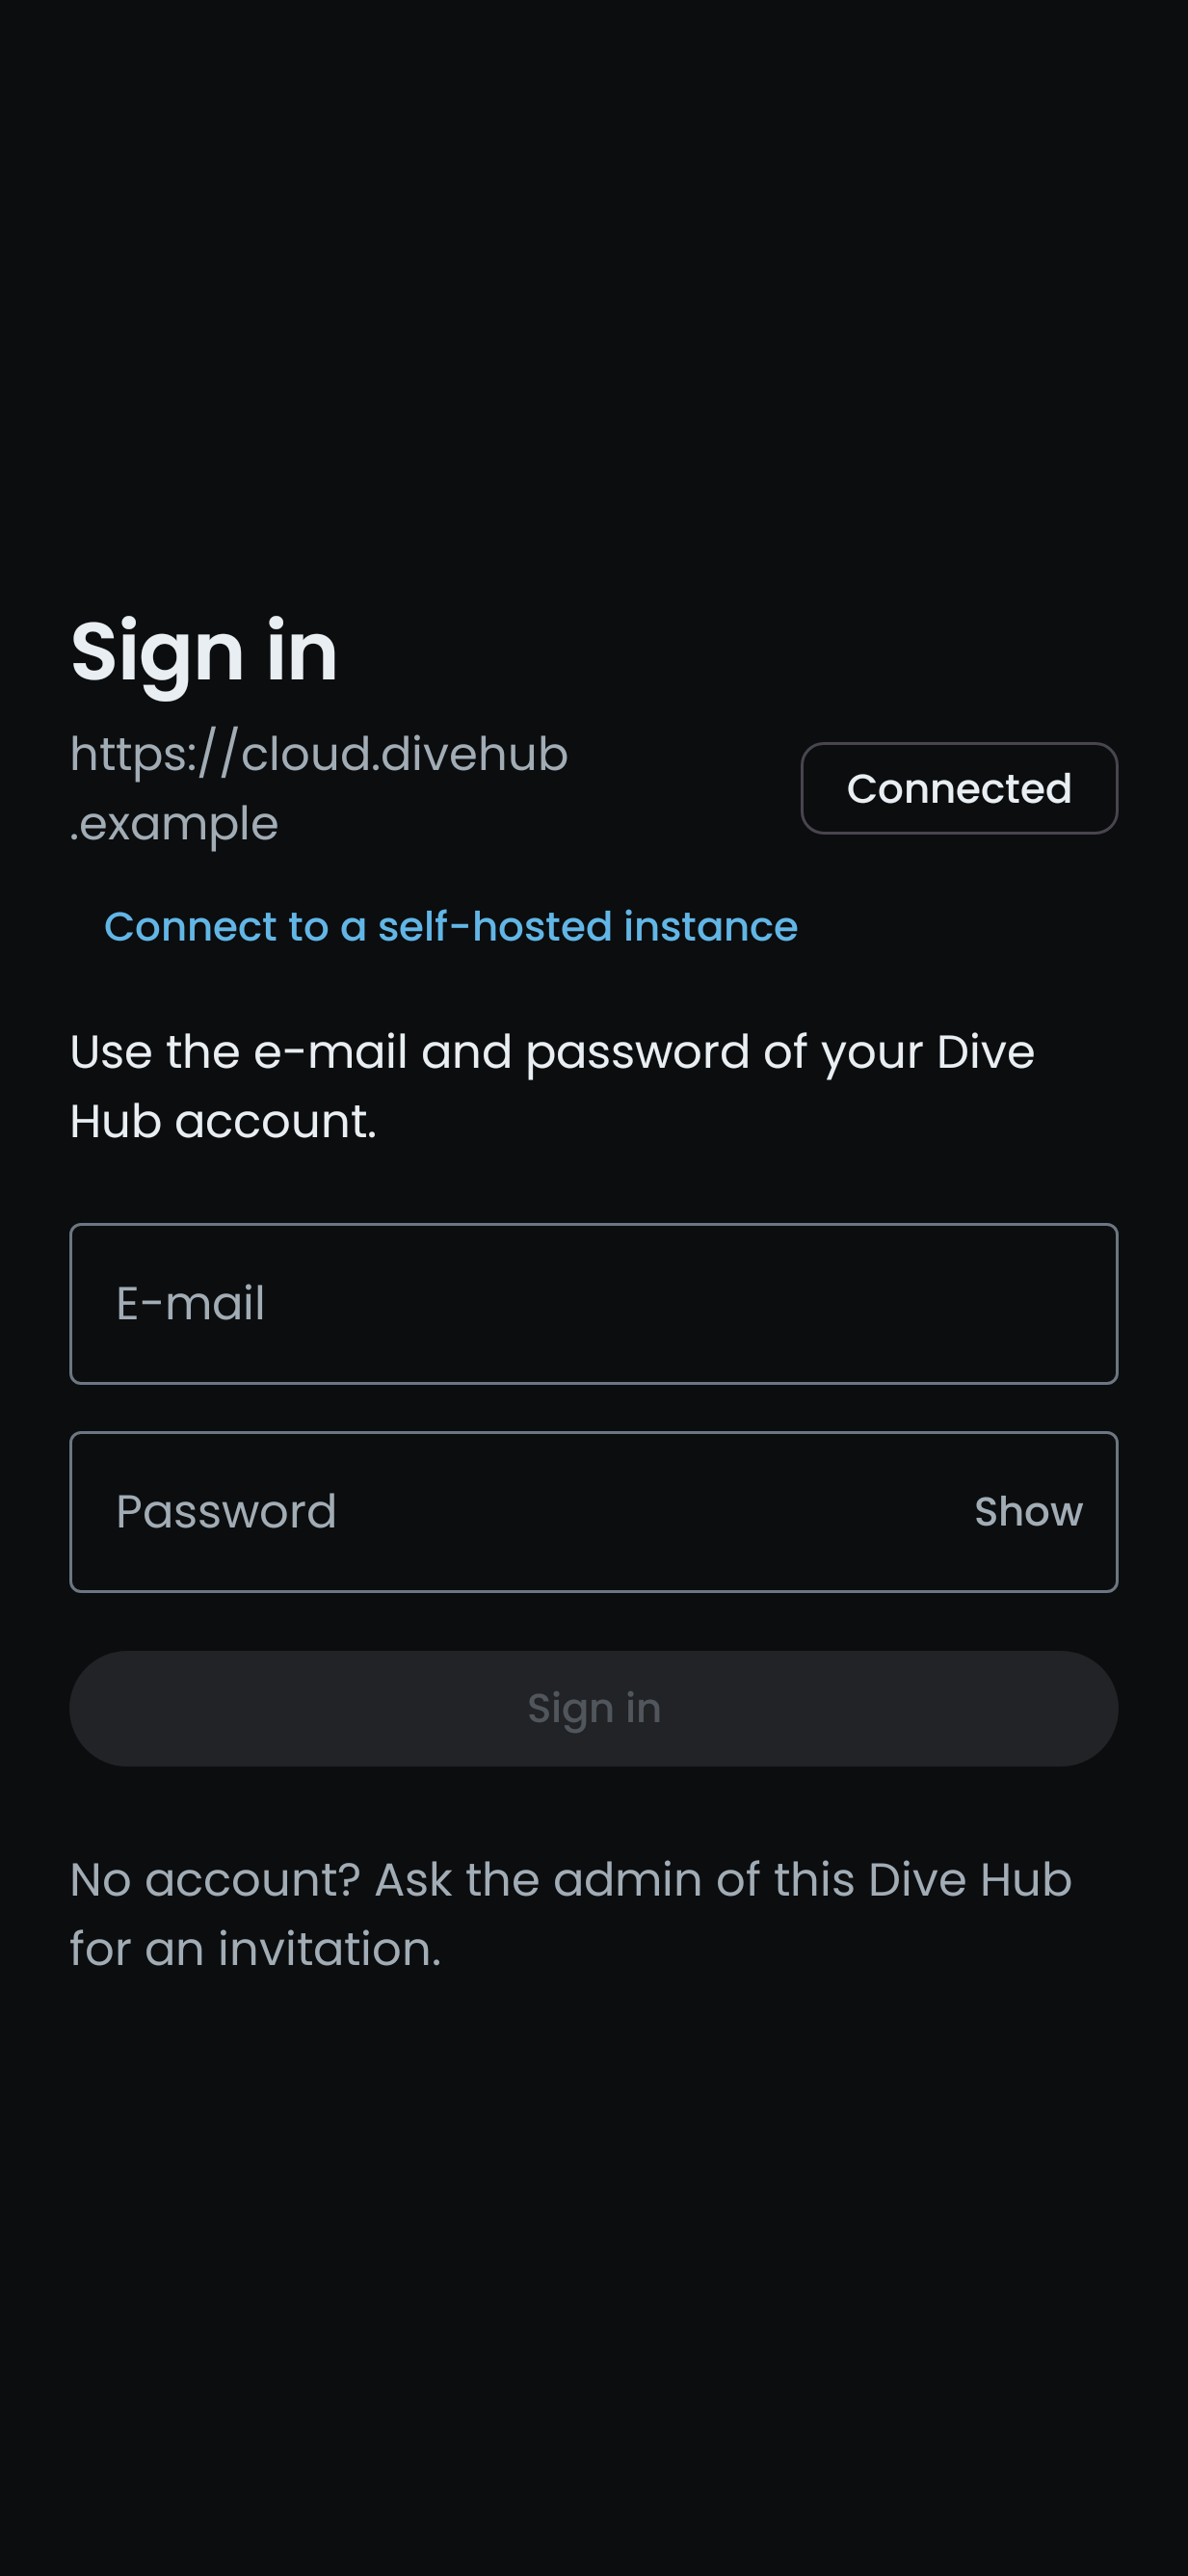 Sign in
https://cloud.divehub
.example
Connected
Connect to a self-hosted instance
Use the e-mail and password of your Dive
Hub account.
E-mail
Password
Show
Sign in
No account? Ask the admin of this Dive Hub
for an invitation.